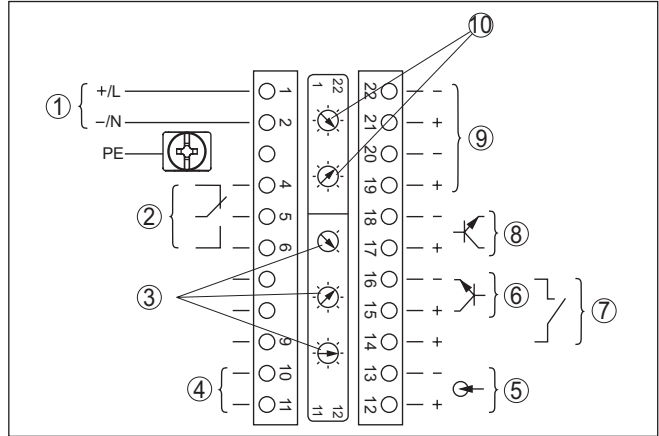 10
1 22
+/L 1 22 −
1 9
−/N 2 21 +
PE 20 −
4 19 +
2 5 18 −
8
6 17 +
16 −
3 6 7
15 +
9 14 +
10 13 −
4 5
11 12 +
11 12